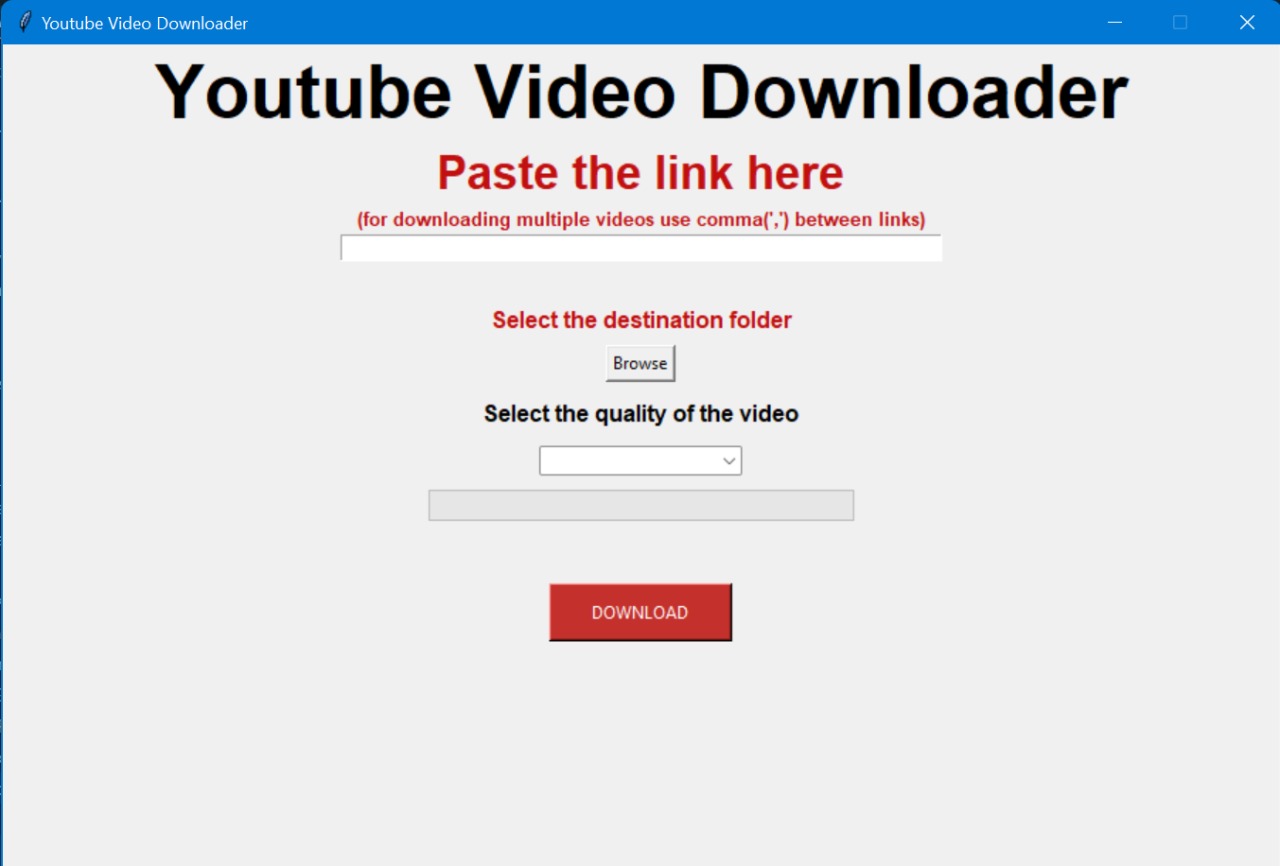 Youtube Video Downloader
Youtube Video Downloader
Paste the link here
(for downloading multiple videos use comma(',') between links)
Select the destination folder
Browse
Select the quality of the video
DOWNLOAD